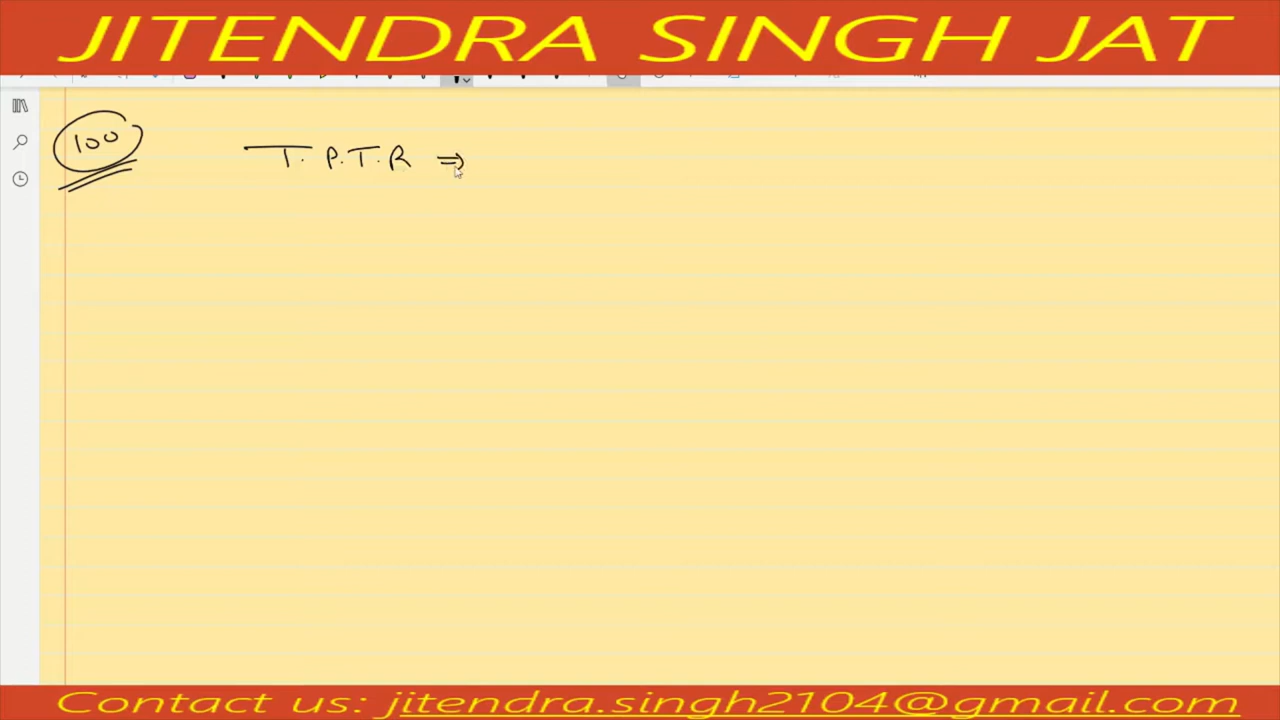 JITENDRA SINGH JAT
100
T.P.T.R ⇒
Contact us: jitendra.singh2104@gmail.com